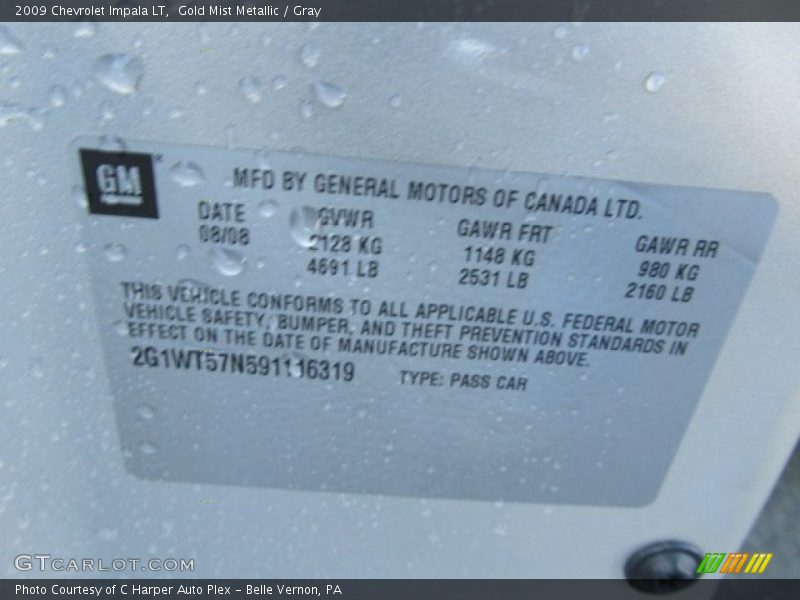 2009 Chevrolet Impala LT,  Gold Mist Metallic / Gray
GM
MFD BY GENERAL MOTORS OF CANADA LTD.
DATE GVWR GAWR FRT GAWR RR
08/08 2128 KG 1148 KG 980 KG
4691 LB 2531 LB 2160 LB
THIS VEHICLE CONFORMS TO ALL APPLICABLE U.S. FEDERAL MOTOR
VEHICLE SAFETY, BUMPER, AND THEFT PREVENTION STANDARDS IN
EFFECT ON THE DATE OF MANUFACTURE SHOWN ABOVE.
2G1WT57N591116319 TYPE: PASS CAR
GTCARLOT.COM
Photo Courtesy of C Harper Auto Plex - Belle Vernon, PA